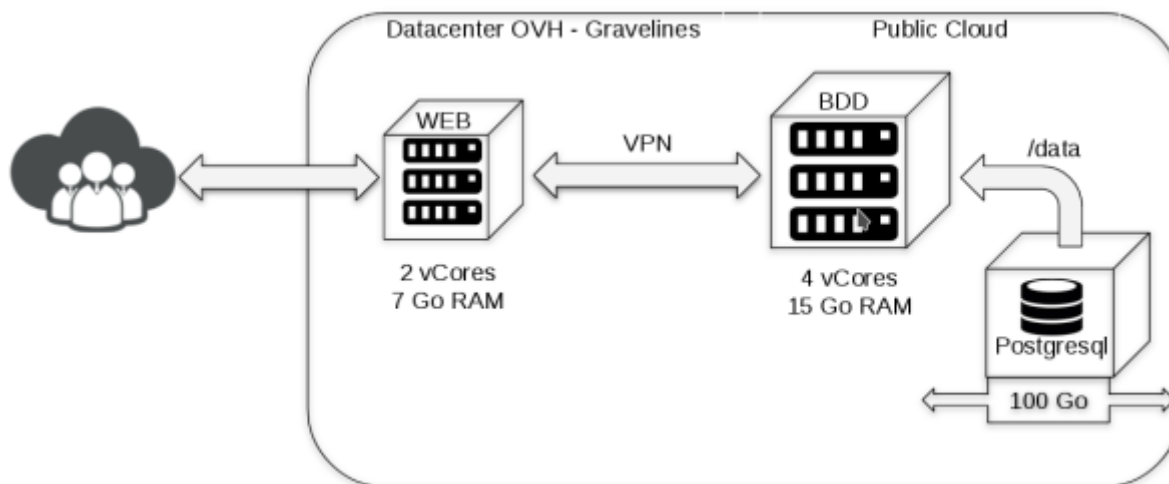 Datacenter OVH - Gravelines
Public Cloud
WEB
BDD
VPN
/data
2 vCores
7 Go RAM
4 vCores
15 Go RAM
Postgresql
100 Go